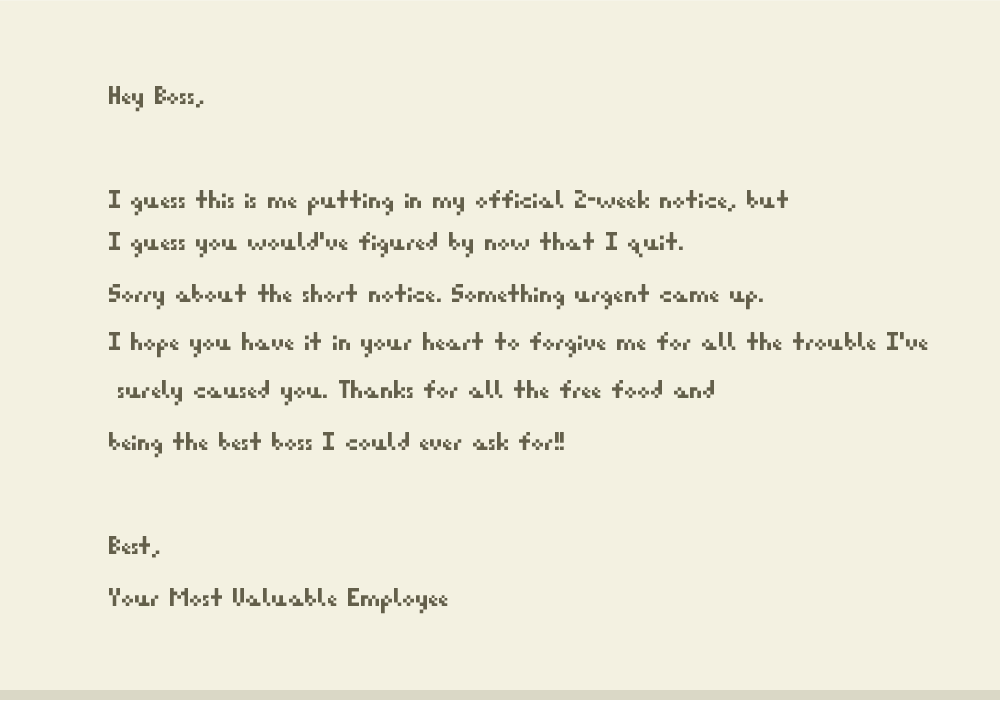 Hey Boss,
I guess this is me putting in my official 2-week notice, but
I guess you would've figured by now that I quit.
Sorry about the short notice. Something urgent came up.
I hope you have it in your heart to forgive me for all the trouble I've
surely caused you. Thanks for all the free food and
being the best boss I could ever ask for!!
Best,
Your Most Valuable Employee